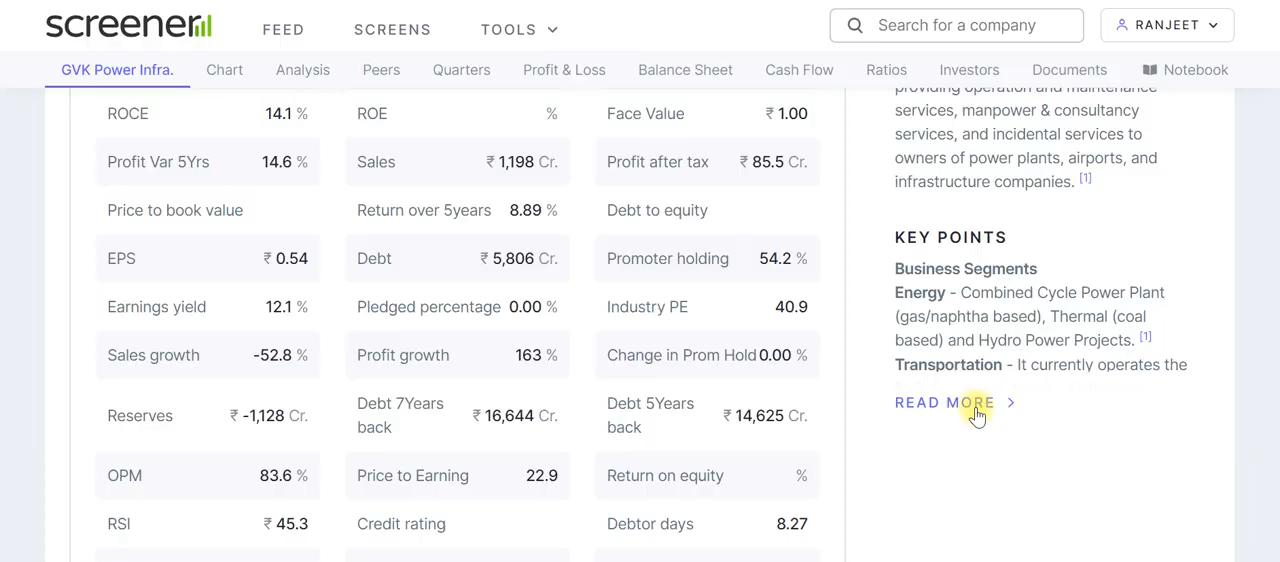 screener
FEED
SCREENS
TOOLS
Search for a company
RANJEET
GVK Power Infra.
Chart
Analysis
Peers
Quarters
Profit & Loss
Balance Sheet
Cash Flow
Ratios
Investors
Documents
Notebook
ROCE 14.1 %
ROE %
Face Value ₹ 1.00
Profit Var 5Yrs 14.6 %
Sales ₹ 1,198 Cr.
Profit after tax ₹ 85.5 Cr.
Price to book value
Return over 5years 8.89 %
Debt to equity
EPS ₹ 0.54
Debt ₹ 5,806 Cr.
Promoter holding 54.2 %
Earnings yield 12.1 %
Pledged percentage 0.00 %
Industry PE 40.9
Sales growth -52.8 %
Profit growth 163 %
Change in Prom Hold 0.00 %
Reserves ₹ -1,128 Cr.
Debt 7Years
back ₹ 16,644 Cr.
Debt 5Years
back ₹ 14,625 Cr.
OPM 83.6 %
Price to Earning 22.9
Return on equity %
RSI ₹ 45.3
Credit rating
Debtor days 8.27
providing operation and maintenance
services, manpower & consultancy
services, and incidental services to
owners of power plants, airports, and
infrastructure companies. [1]
KEY POINTS
Business Segments
Energy - Combined Cycle Power Plant
(gas/naphtha based), Thermal (coal
based) and Hydro Power Projects. [1]
Transportation - It currently operates the
READ MORE